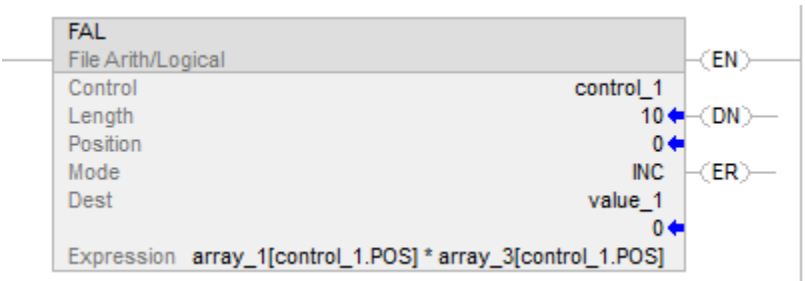 FAL
File Arith/Logical (EN)
Control control_1
Length 10 (DN)
Position 0
Mode INC (ER)
Dest value_1
0
Expression array_1[control_1.POS] * array_3[control_1.POS]